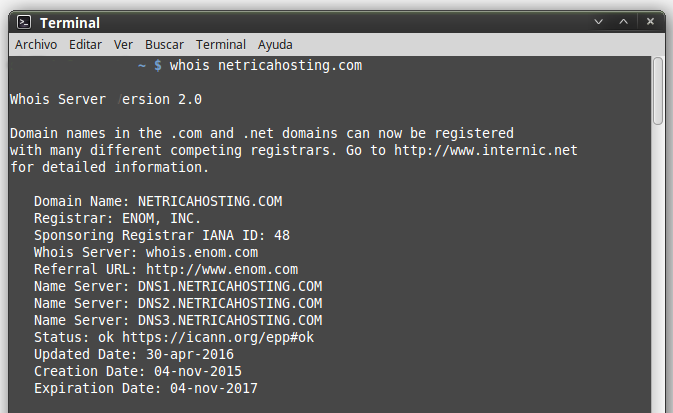 Terminal
Archivo Editar Ver Buscar Terminal Ayuda
~ $ whois netricahosting.com
Whois Server ersion 2.0
Domain names in the .com and .net domains can now be registered
with many different competing registrars. Go to http://www.internic.net
for detailed information.
Domain Name: NETRICAHOSTING.COM
Registrar: ENOM, INC.
Sponsoring Registrar IANA ID: 48
Whois Server: whois.enom.com
Referral URL: http://www.enom.com
Name Server: DNS1.NETRICAHOSTING.COM
Name Server: DNS2.NETRICAHOSTING.COM
Name Server: DNS3.NETRICAHOSTING.COM
Status: ok https://icann.org/epp#ok
Updated Date: 30-apr-2016
Creation Date: 04-nov-2015
Expiration Date: 04-nov-2017